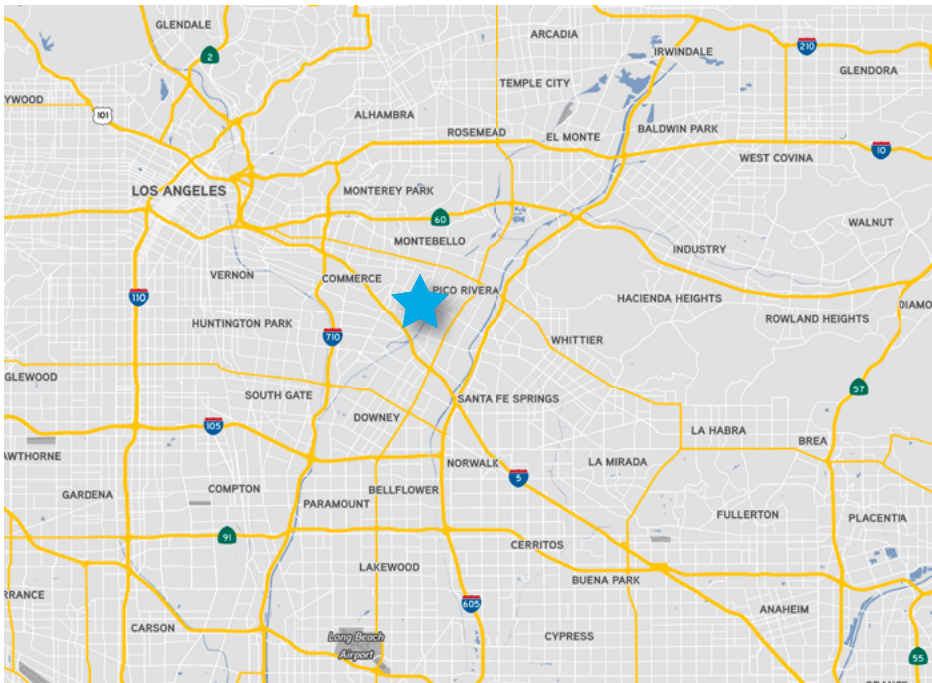 GLENDALE
ARCADIA
2
210
IRWINDALE
GLENDORA
TEMPLE CITY
YWOOD
101
ALHAMBRA
ROSEMEAD
EL MONTE
BALDWIN PARK
10
WEST COVINA
LOS ANGELES
MONTEREY PARK
60
WALNUT
MONTEBELLO
INDUSTRY
VERNON
COMMERCE
PICO RIVERA
110
HACIENDA HEIGHTS
DIAMO
HUNTINGTON PARK
ROWLAND HEIGHTS
710
WHITTIER
GLEWOOD
57
SOUTH GATE
SANTA FE SPRINGS
DOWNEY
105
LA HABRA
BREA
AWTHORNE
NORWALK
LA MIRADA
5
GARDENA
COMPTON
BELLFLOWER
PARAMOUNT
FULLERTON
PLACENTIA
91
CERRITOS
LAKEWOOD
BUENA PARK
RRANCE
605
ANAHEIM
CARSON
Long Beach
Airport
CYPRESS
55